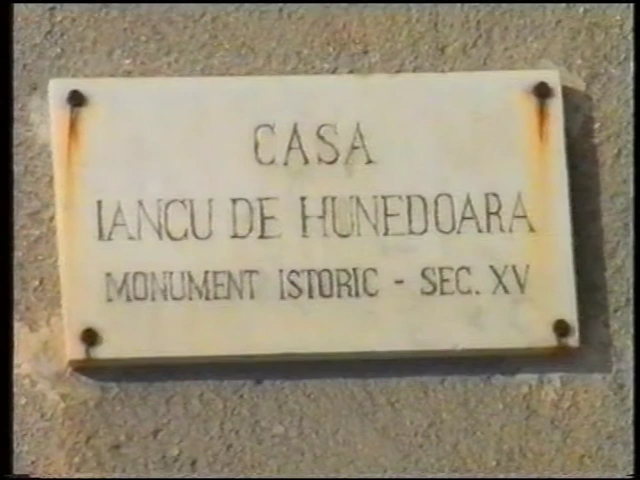 CASA
IANCU DE HUNEDOARA
MONUMENT ISTORIC - SEC. XV